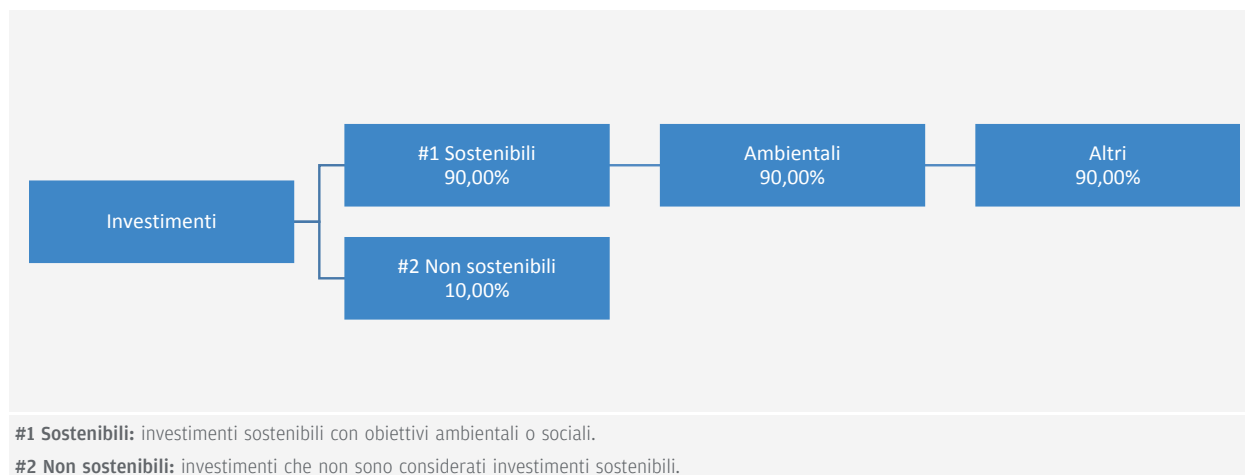 Investimenti
#1 Sostenibili
90,00%
Ambientali
90,00%
Altri
90,00%
#2 Non sostenibili
10,00%
#1 Sostenibili: investimenti sostenibili con obiettivi ambientali o sociali.
#2 Non sostenibili: investimenti che non sono considerati investimenti sostenibili.